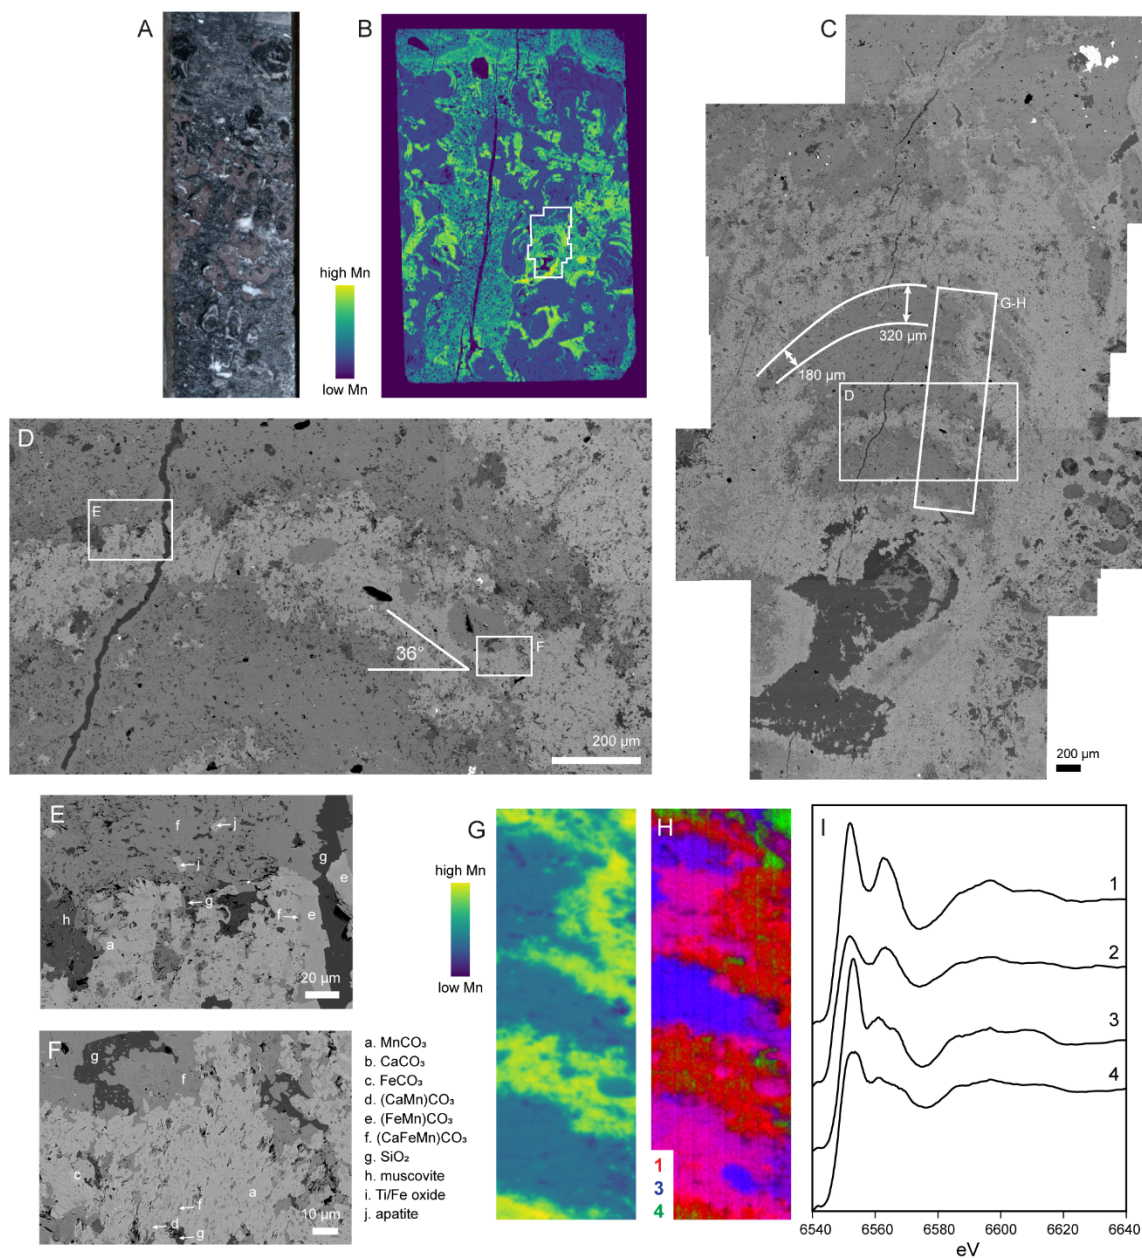 A
B
C
high Mn
low Mn
G-H
320 µm
180 µm
D
200 µm
D
E
F
36°
200 µm
E
f
j
j
g
e
h
g
f
e
a
20 µm
F
g
f
c
a
f
d
g
10 µm
a. MnCO₃
b. CaCO₃
c. FeCO₃
d. (CaMn)CO₃
e. (FeMn)CO₃
f. (CaFeMn)CO₃
g. SiO₂
h. muscovite
i. Ti/Fe oxide
j. apatite
G
high Mn
low Mn
H
1
3
4
I
1
2
3
4
6540 6560 6580 6600 6620 6640
eV